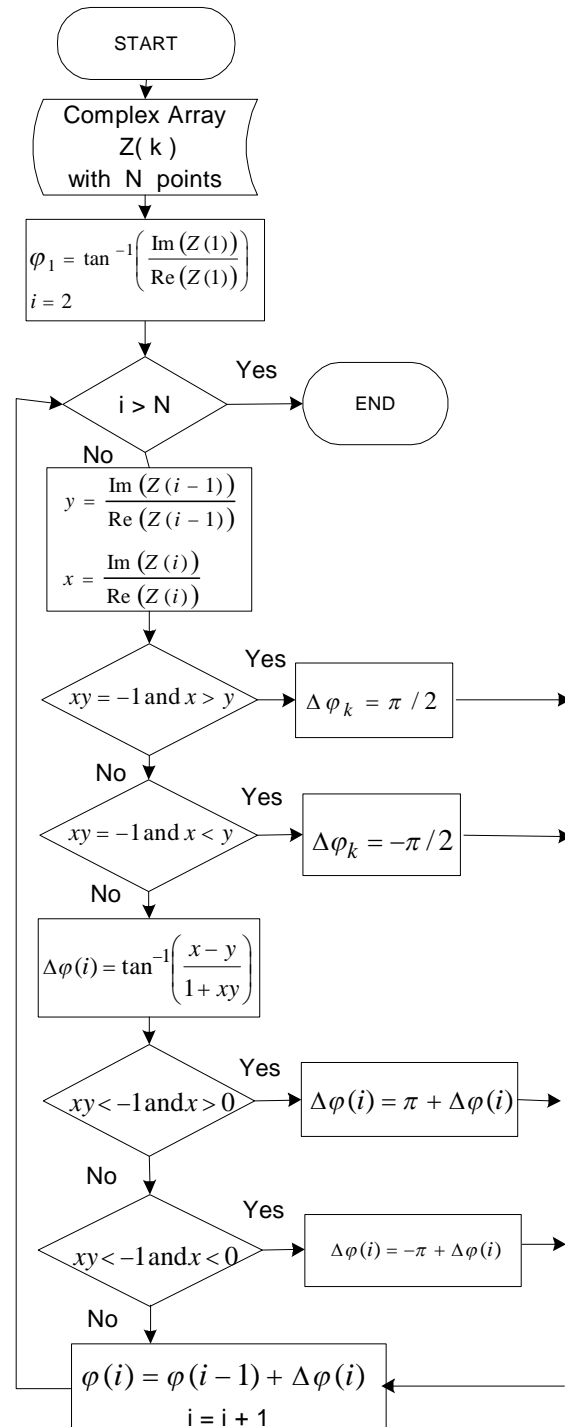 START
Complex Array
Z( k )
with N points
φ₁ = tan⁻¹(Im (Z (1)) / Re (Z (1)))
i = 2
Yes
i > N
END
No
y = Im (Z (i − 1)) / Re (Z (i − 1))
x = Im (Z (i)) / Re (Z (i))
Yes
xy = −1 and x > y
Δ φ k = π / 2
No
Yes
xy = −1 and x < y
Δφk = −π / 2
No
Δφ(i) = tan⁻¹(x − y / 1 + xy)
Yes
xy < −1 and x > 0
Δφ(i) = π + Δφ(i)
No
Yes
xy < −1 and x < 0
Δφ(i) = −π + Δφ(i)
No
φ(i) = φ(i −1) + Δφ(i)
i = i + 1